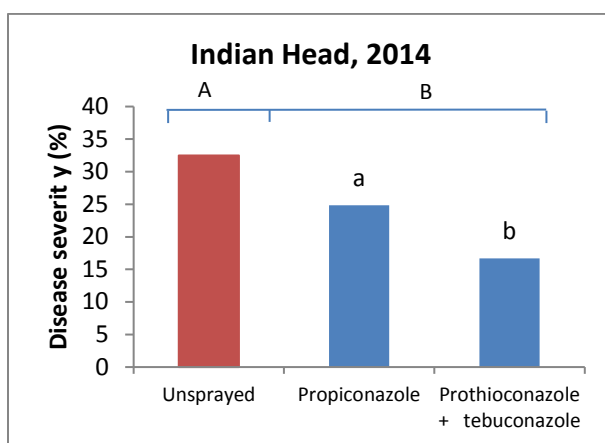 Indian Head, 2014
A
B
40
35
30
25
20
15
10
5
0
Disease severit y (%)
a
b
Unsprayed
Propiconazole
Prothioconazole
+ tebuconazole